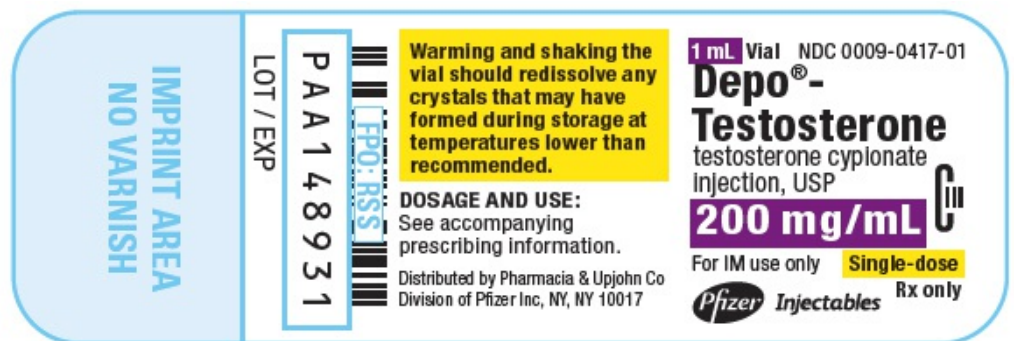 IMPRINT AREA
NO VARNISH
LOT / EXP
PAA148931
FPO: RSS
Warming and shaking the
vial should redissolve any
crystals that may have
formed during storage at
temperatures lower than
recommended.
DOSAGE AND USE:
See accompanying
prescribing information.
Distributed by Pharmacia & Upjohn Co
Division of Pfizer Inc, NY, NY 10017
1 mL Vial NDC 0009-0417-01
Depo®-
Testosterone
testosterone cypionate
injection, USP
CIII
200 mg/mL
For IM use only Single-dose
Rx only
Pfizer Injectables